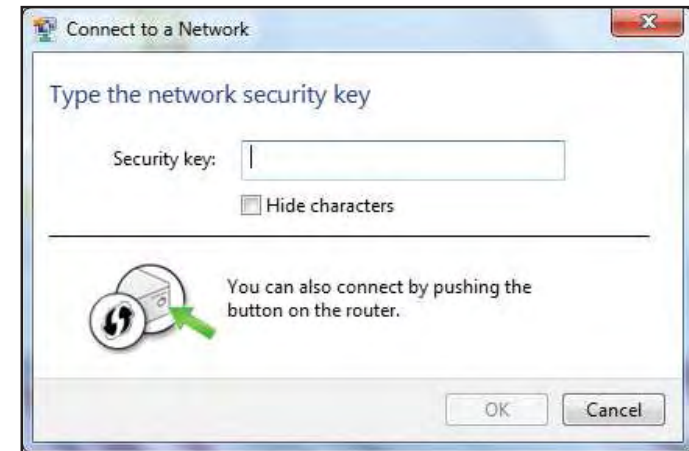 Connect to a Network
Type the network security key
Security key:
Hide characters
You can also connect by pushing the
button on the router.
OK
Cancel